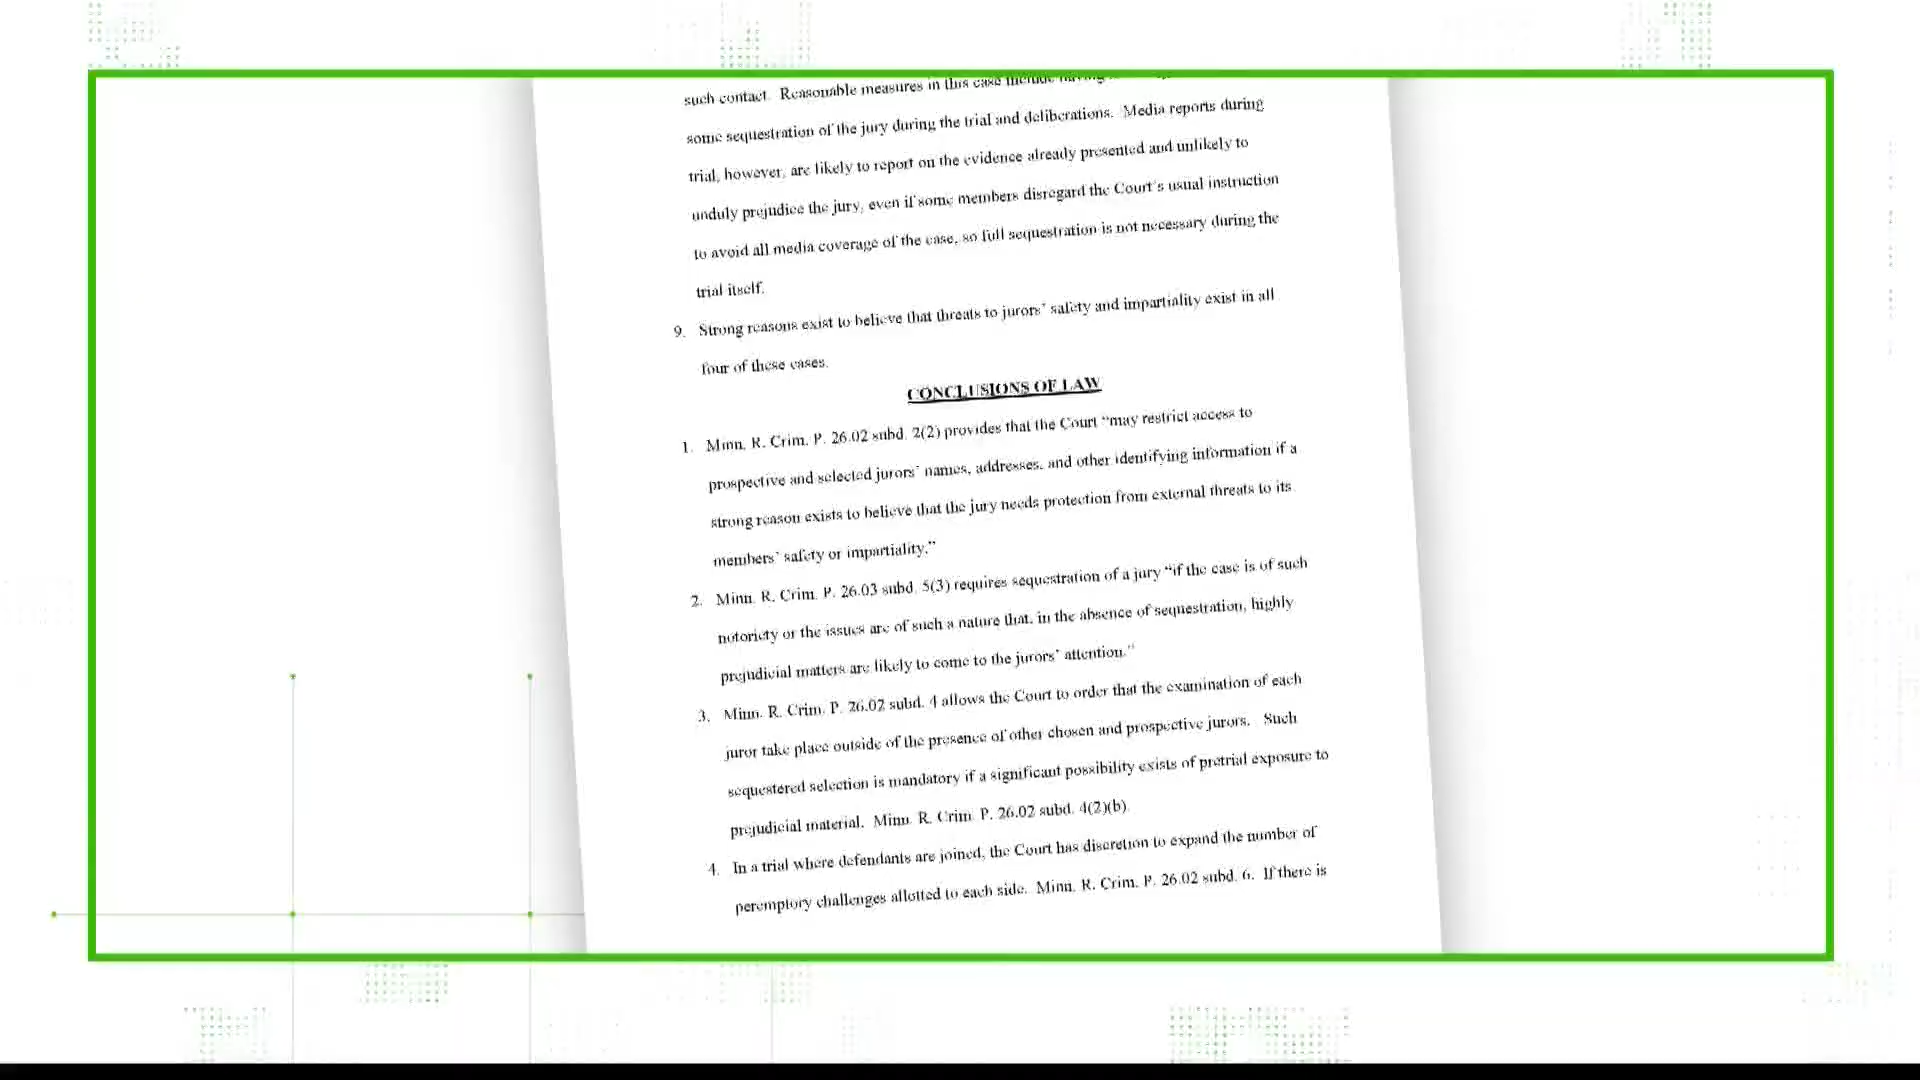 such contact. Reasonable measures in this case include having
some sequestration of the jury during the trial and deliberations. Media reports during
trial, however, are likely to report on the evidence already presented and unlikely to
unduly prejudice the jury, even if some members disregard the Court's usual instruction
to avoid all media coverage of the case, so full sequestration is not necessary during the
trial itself.
9. Strong reasons exist to believe that threats to jurors' safety and impartiality exist in all
four of these cases.
CONCLUSIONS OF LAW
1. Minn. R. Crim. P. 26.02 subd. 2(2) provides that the Court “may restrict access to
prospective and selected jurors' names, addresses, and other identifying information if a
strong reason exists to believe that the jury needs protection from external threats to its
members' safety or impartiality.”
2. Minn. R. Crim. P. 26.03 subd. 5(3) requires sequestration of a jury “if the case is of such
notoriety or the issues are of such a nature that, in the absence of sequestration, highly
prejudicial matters are likely to come to the jurors' attention.”
3. Minn. R. Crim. P. 26.02 subd. 4 allows the Court to order that the examination of each
juror take place outside of the presence of other chosen and prospective jurors. Such
sequestered selection is mandatory if a significant possibility exists of pretrial exposure to
prejudicial material. Minn. R. Crim. P. 26.02 subd. 4(2)(b).
4. In a trial where defendants are joined, the Court has discretion to expand the number of
peremptory challenges allotted to each side. Minn. R. Crim. P. 26.02 subd. 6. If there is